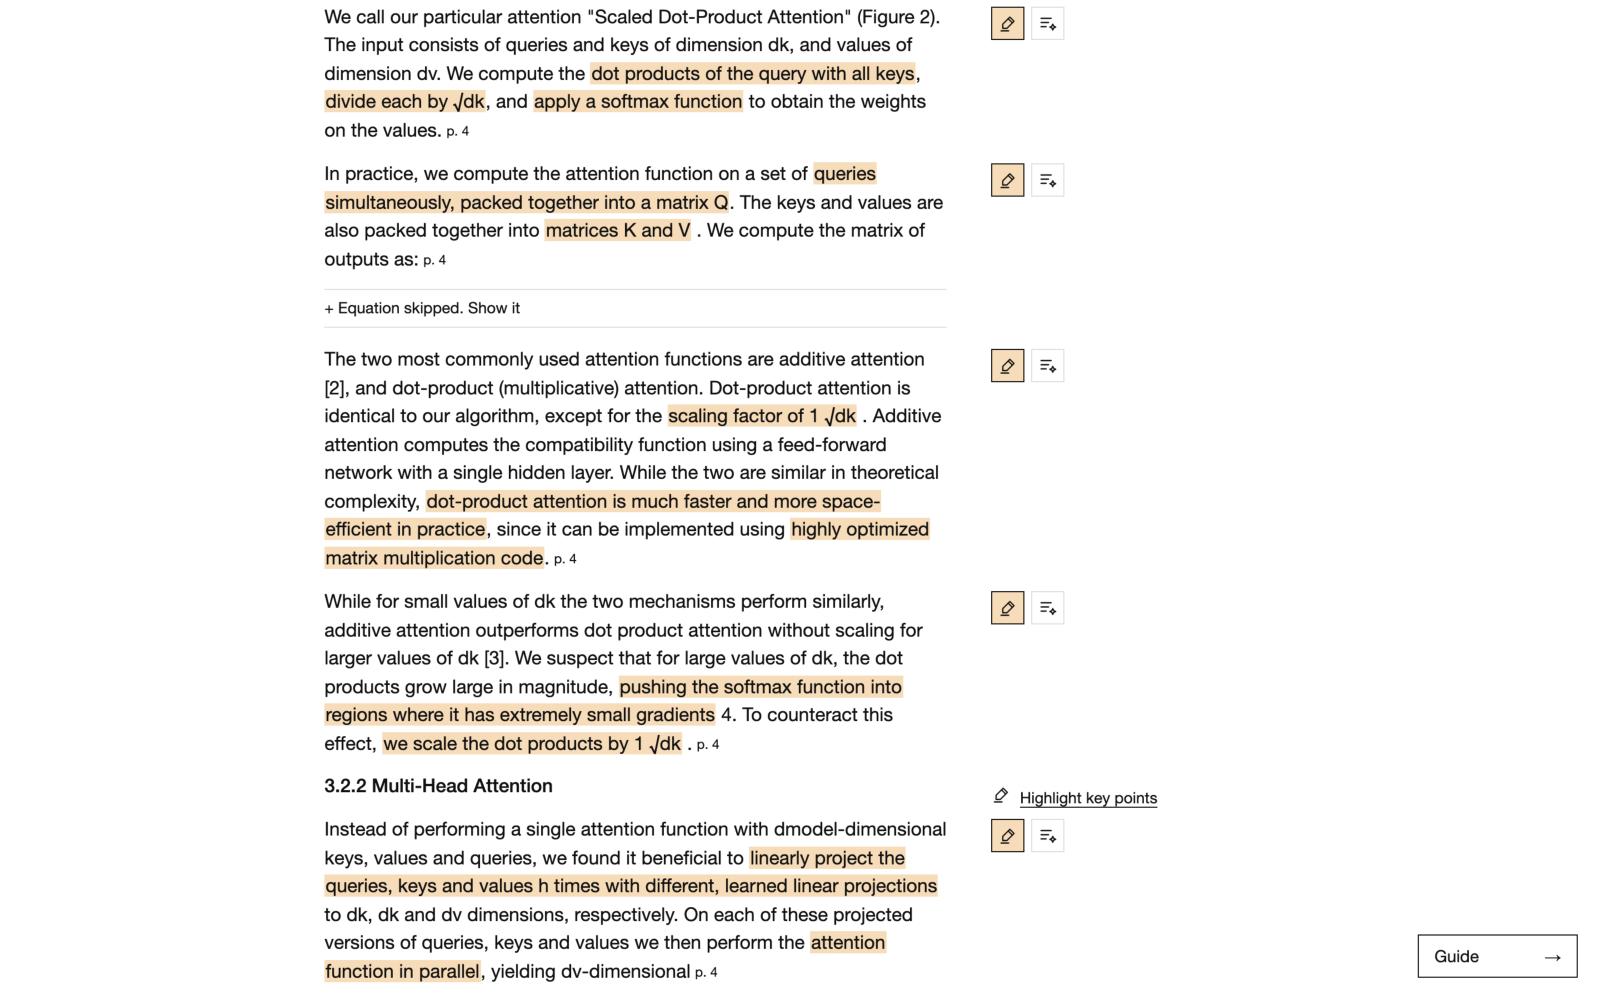 We call our particular attention "Scaled Dot-Product Attention" (Figure 2).
The input consists of queries and keys of dimension dk, and values of
dimension dv. We compute the dot products of the query with all keys,
divide each by √dk, and apply a softmax function to obtain the weights
on the values. p. 4
In practice, we compute the attention function on a set of queries
simultaneously, packed together into a matrix Q. The keys and values are
also packed together into matrices K and V . We compute the matrix of
outputs as: p. 4
+ Equation skipped. Show it
The two most commonly used attention functions are additive attention
[2], and dot-product (multiplicative) attention. Dot-product attention is
identical to our algorithm, except for the scaling factor of 1 √dk . Additive
attention computes the compatibility function using a feed-forward
network with a single hidden layer. While the two are similar in theoretical
complexity, dot-product attention is much faster and more space-
efficient in practice, since it can be implemented using highly optimized
matrix multiplication code. p. 4
While for small values of dk the two mechanisms perform similarly,
additive attention outperforms dot product attention without scaling for
larger values of dk [3]. We suspect that for large values of dk, the dot
products grow large in magnitude, pushing the softmax function into
regions where it has extremely small gradients 4. To counteract this
effect, we scale the dot products by 1 √dk . p. 4
3.2.2 Multi-Head Attention
Highlight key points
Instead of performing a single attention function with dmodel-dimensional
keys, values and queries, we found it beneficial to linearly project the
queries, keys and values h times with different, learned linear projections
to dk, dk and dv dimensions, respectively. On each of these projected
versions of queries, keys and values we then perform the attention
function in parallel, yielding dv-dimensional p. 4
Guide →